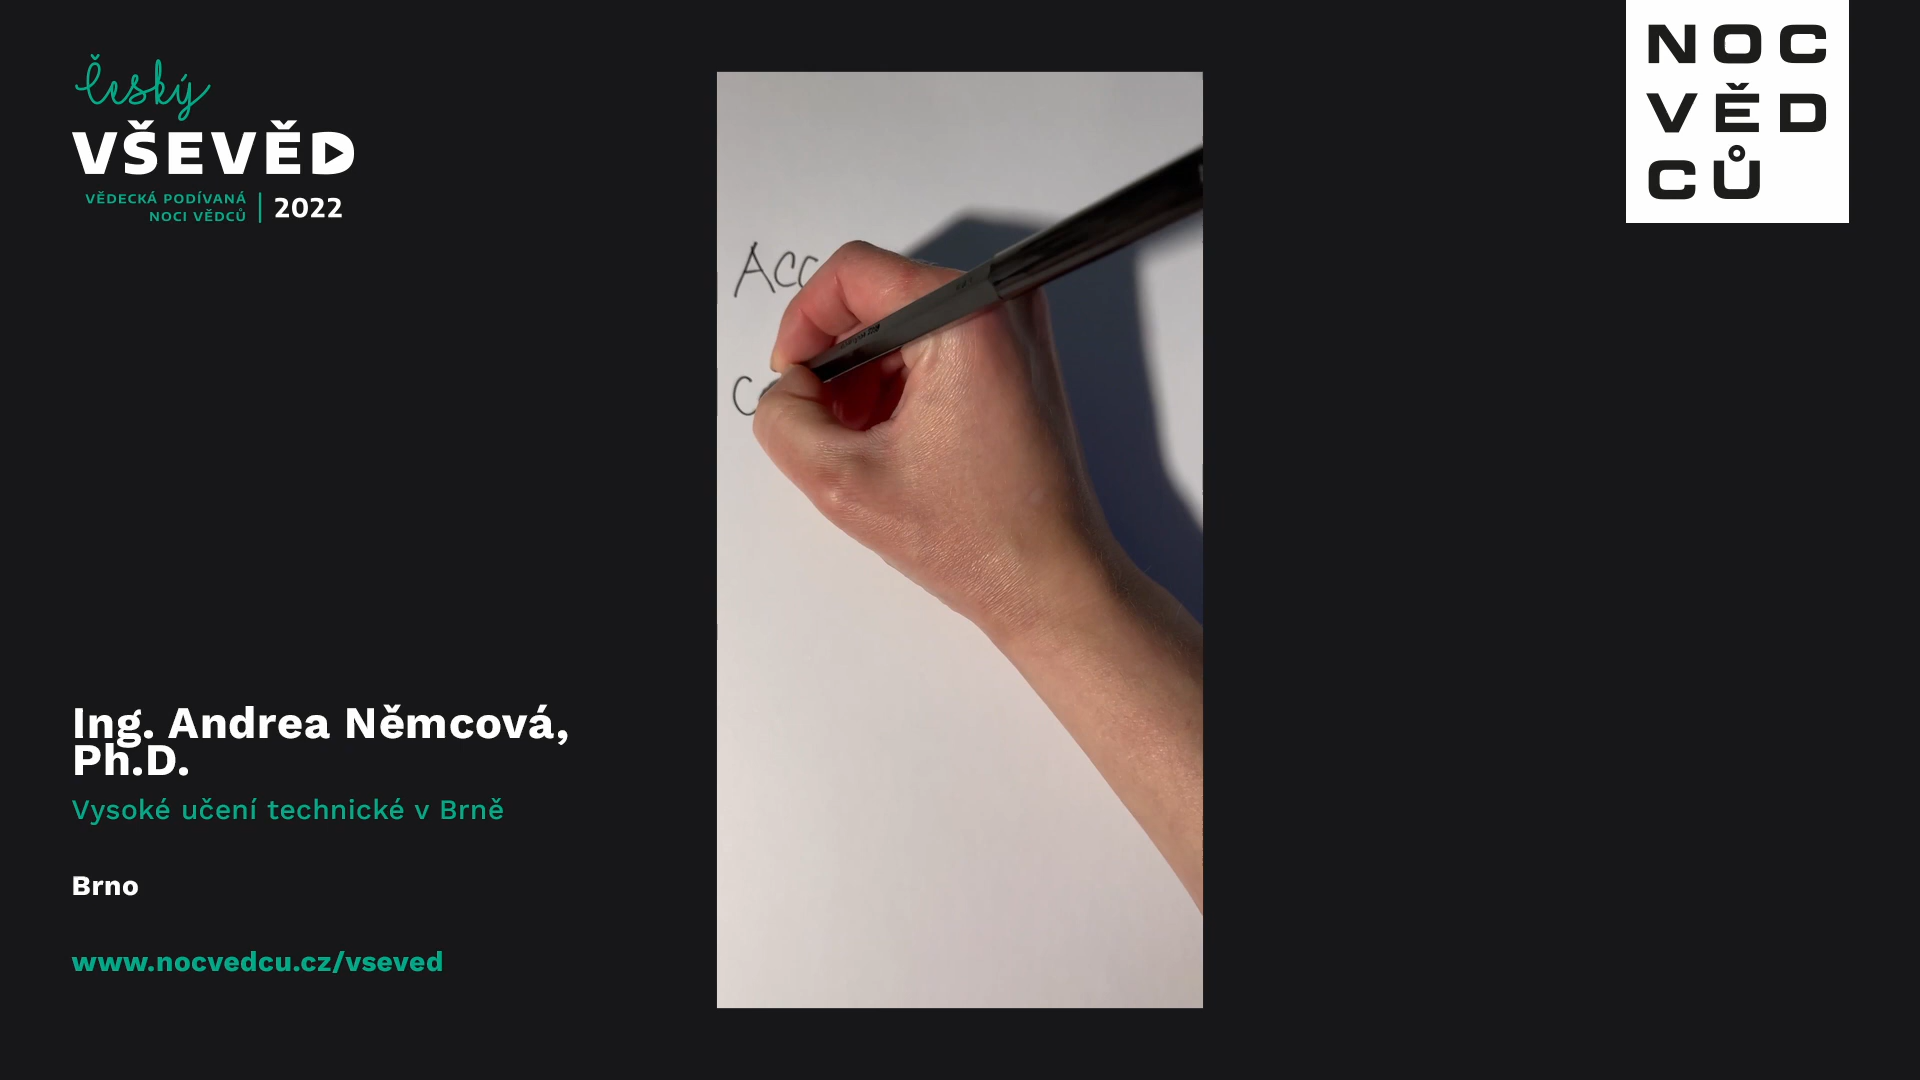 český
VŠEVĚD
VĚDECKÁ PODÍVANÁ
NOCI VĚDCŮ
2022
NOC
VĚD
CŮ
Acc
Ing. Andrea Němcová,
Ph.D.
Vysoké učení technické v Brně
Brno
www.nocvedcu.cz/vseved